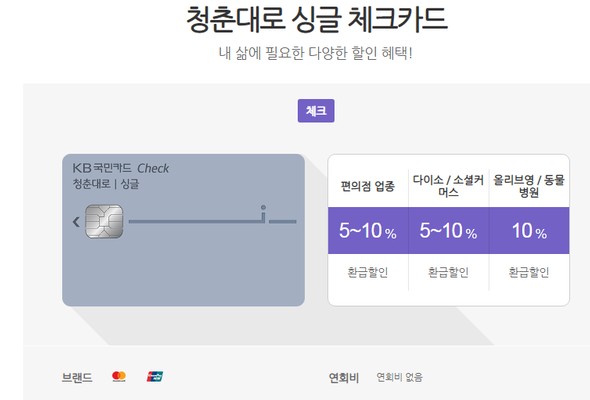 청춘대로 싱글 체크카드
내 삶에 필요한 다양한 할인 혜택!
체크
KB국민카드 Check
청춘대로 | 싱글
편의점 업종
다이소 / 소셜커
머스
올리브영 / 동물
병원
5~10 %
5~10 %
10 %
환급할인
환급할인
환급할인
브랜드
연회비
연회비 없음